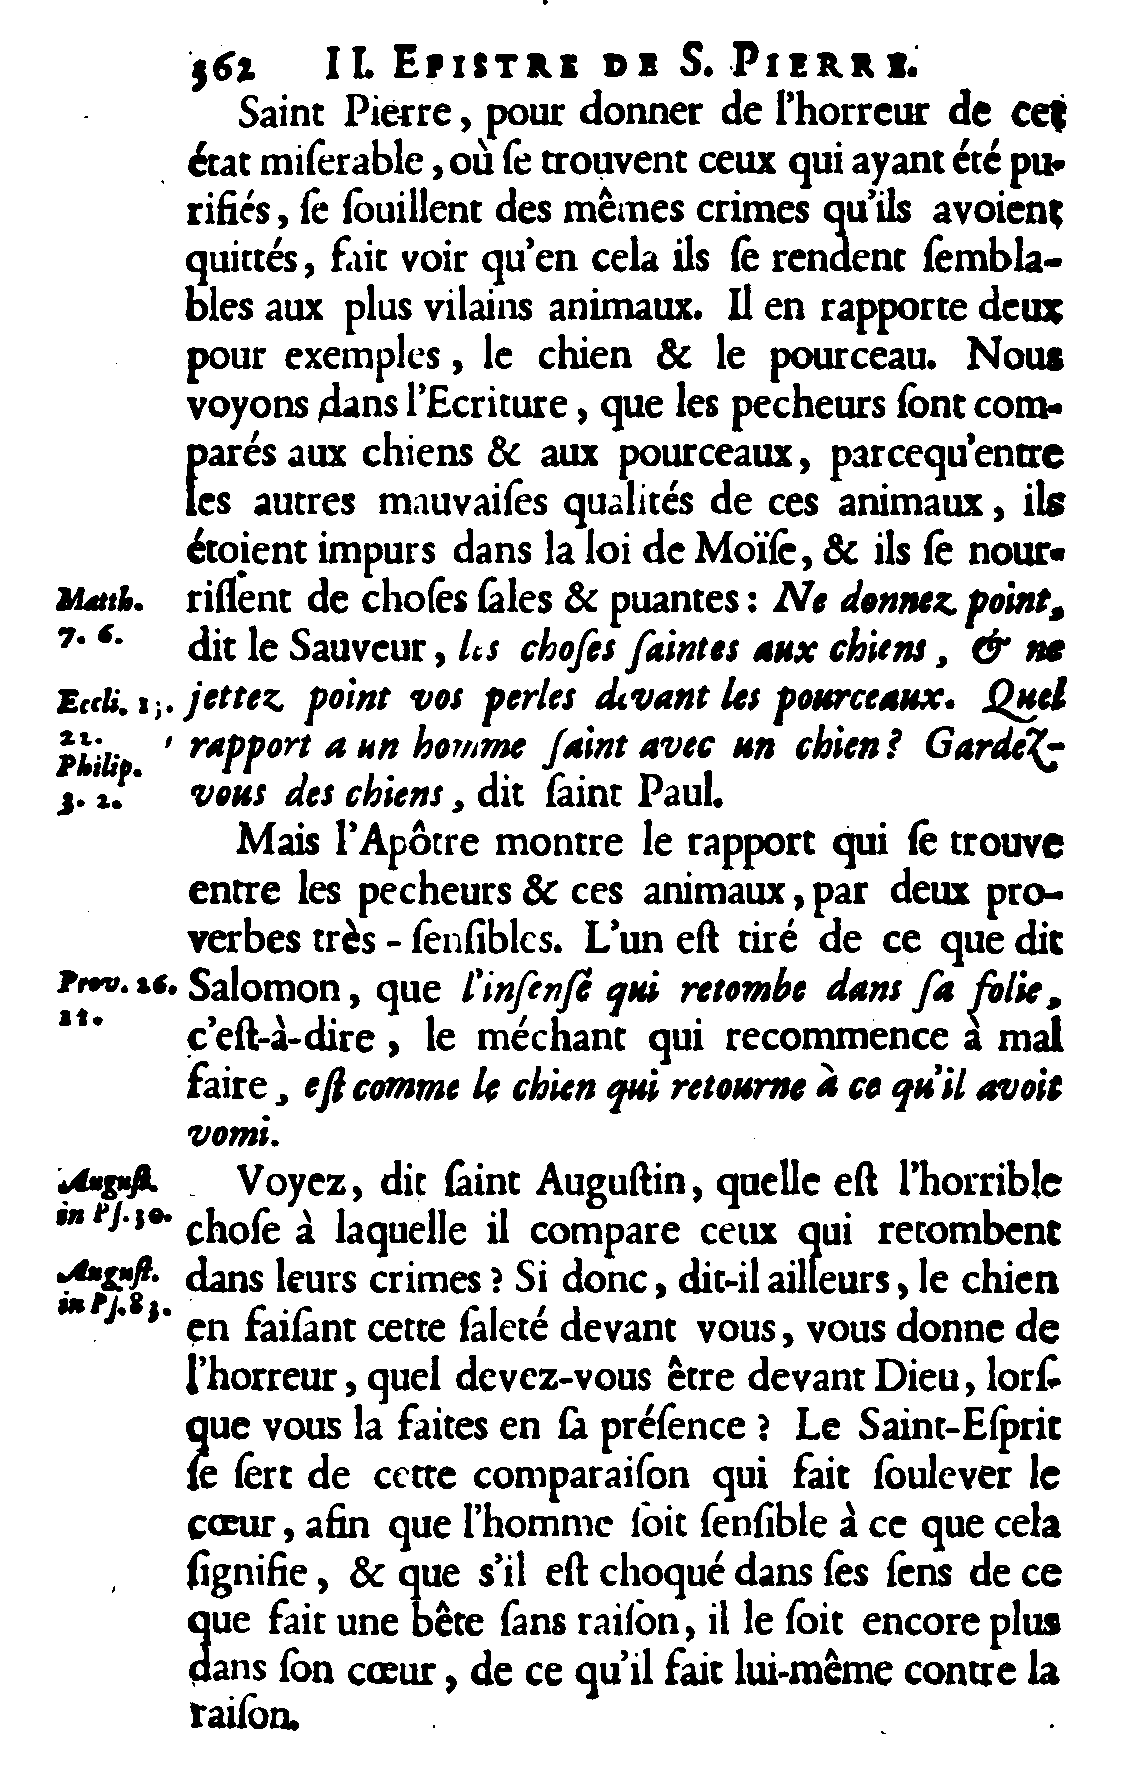 362 II. EPISTRE DE S. PIERRE.
Saint Pierre, pour donner de l'horreur de cet
état miſerable, où ſe trouvent ceux qui ayant été pu-
rifiés, ſe ſouillent des mêmes crimes qu'ils avoient
quittés, fait voir qu'en cela ils ſe rendent ſembla-
bles aux plus vilains animaux. Il en rapporte deux
pour exemples, le chien & le pourceau. Nous
voyons dans l'Ecriture, que les pecheurs ſont com-
parés aux chiens & aux pourceaux, parcequ'entre
les autres mauvaiſes qualités de ces animaux, ils
étoient impurs dans la loi de Moïſe, & ils ſe nour-
Matth. riſſent de choſes ſales & puantes : Ne donnez point,
7. 6. dit le Sauveur, les choſes ſaintes aux chiens, & ne
Eccli. 13. jettez point vos perles devant les pourceaux. Quel
22. rapport a un homme ſaint avec un chien ? Gardez-
Philip.
3. 2. vous des chiens, dit ſaint Paul.
Mais l'Apôtre montre le rapport qui ſe trouve
entre les pecheurs & ces animaux, par deux pro-
verbes très-ſenſibles. L'un eſt tiré de ce que dit
Prov. 26. Salomon, que l'inſenſé qui retombe dans ſa folie,
11. c'eſt-à-dire, le méchant qui recommence à mal
faire, eſt comme le chien qui retourne à ce qu'il avoit
vomi.
Auguſt. Voyez, dit ſaint Auguſtin, quelle eſt l'horrible
in Pſ. 30. choſe à laquelle il compare ceux qui retombent
Auguſt. dans leurs crimes ? Si donc, dit-il ailleurs, le chien
in Pſ. 83. en faiſant cette ſaleté devant vous, vous donne de
l'horreur, quel devez-vous être devant Dieu, lorſ-
que vous la faites en ſa préſence ? Le Saint-Eſprit
ſe ſert de cette comparaiſon qui fait ſoulever le
cœur, afin que l'homme ſoit ſenſible à ce que cela
ſignifie, & que s'il eſt choqué dans ſes ſens de ce
que fait une bête ſans raiſon, il le ſoit encore plus
dans ſon cœur, de ce qu'il fait lui-même contre la
raiſon.